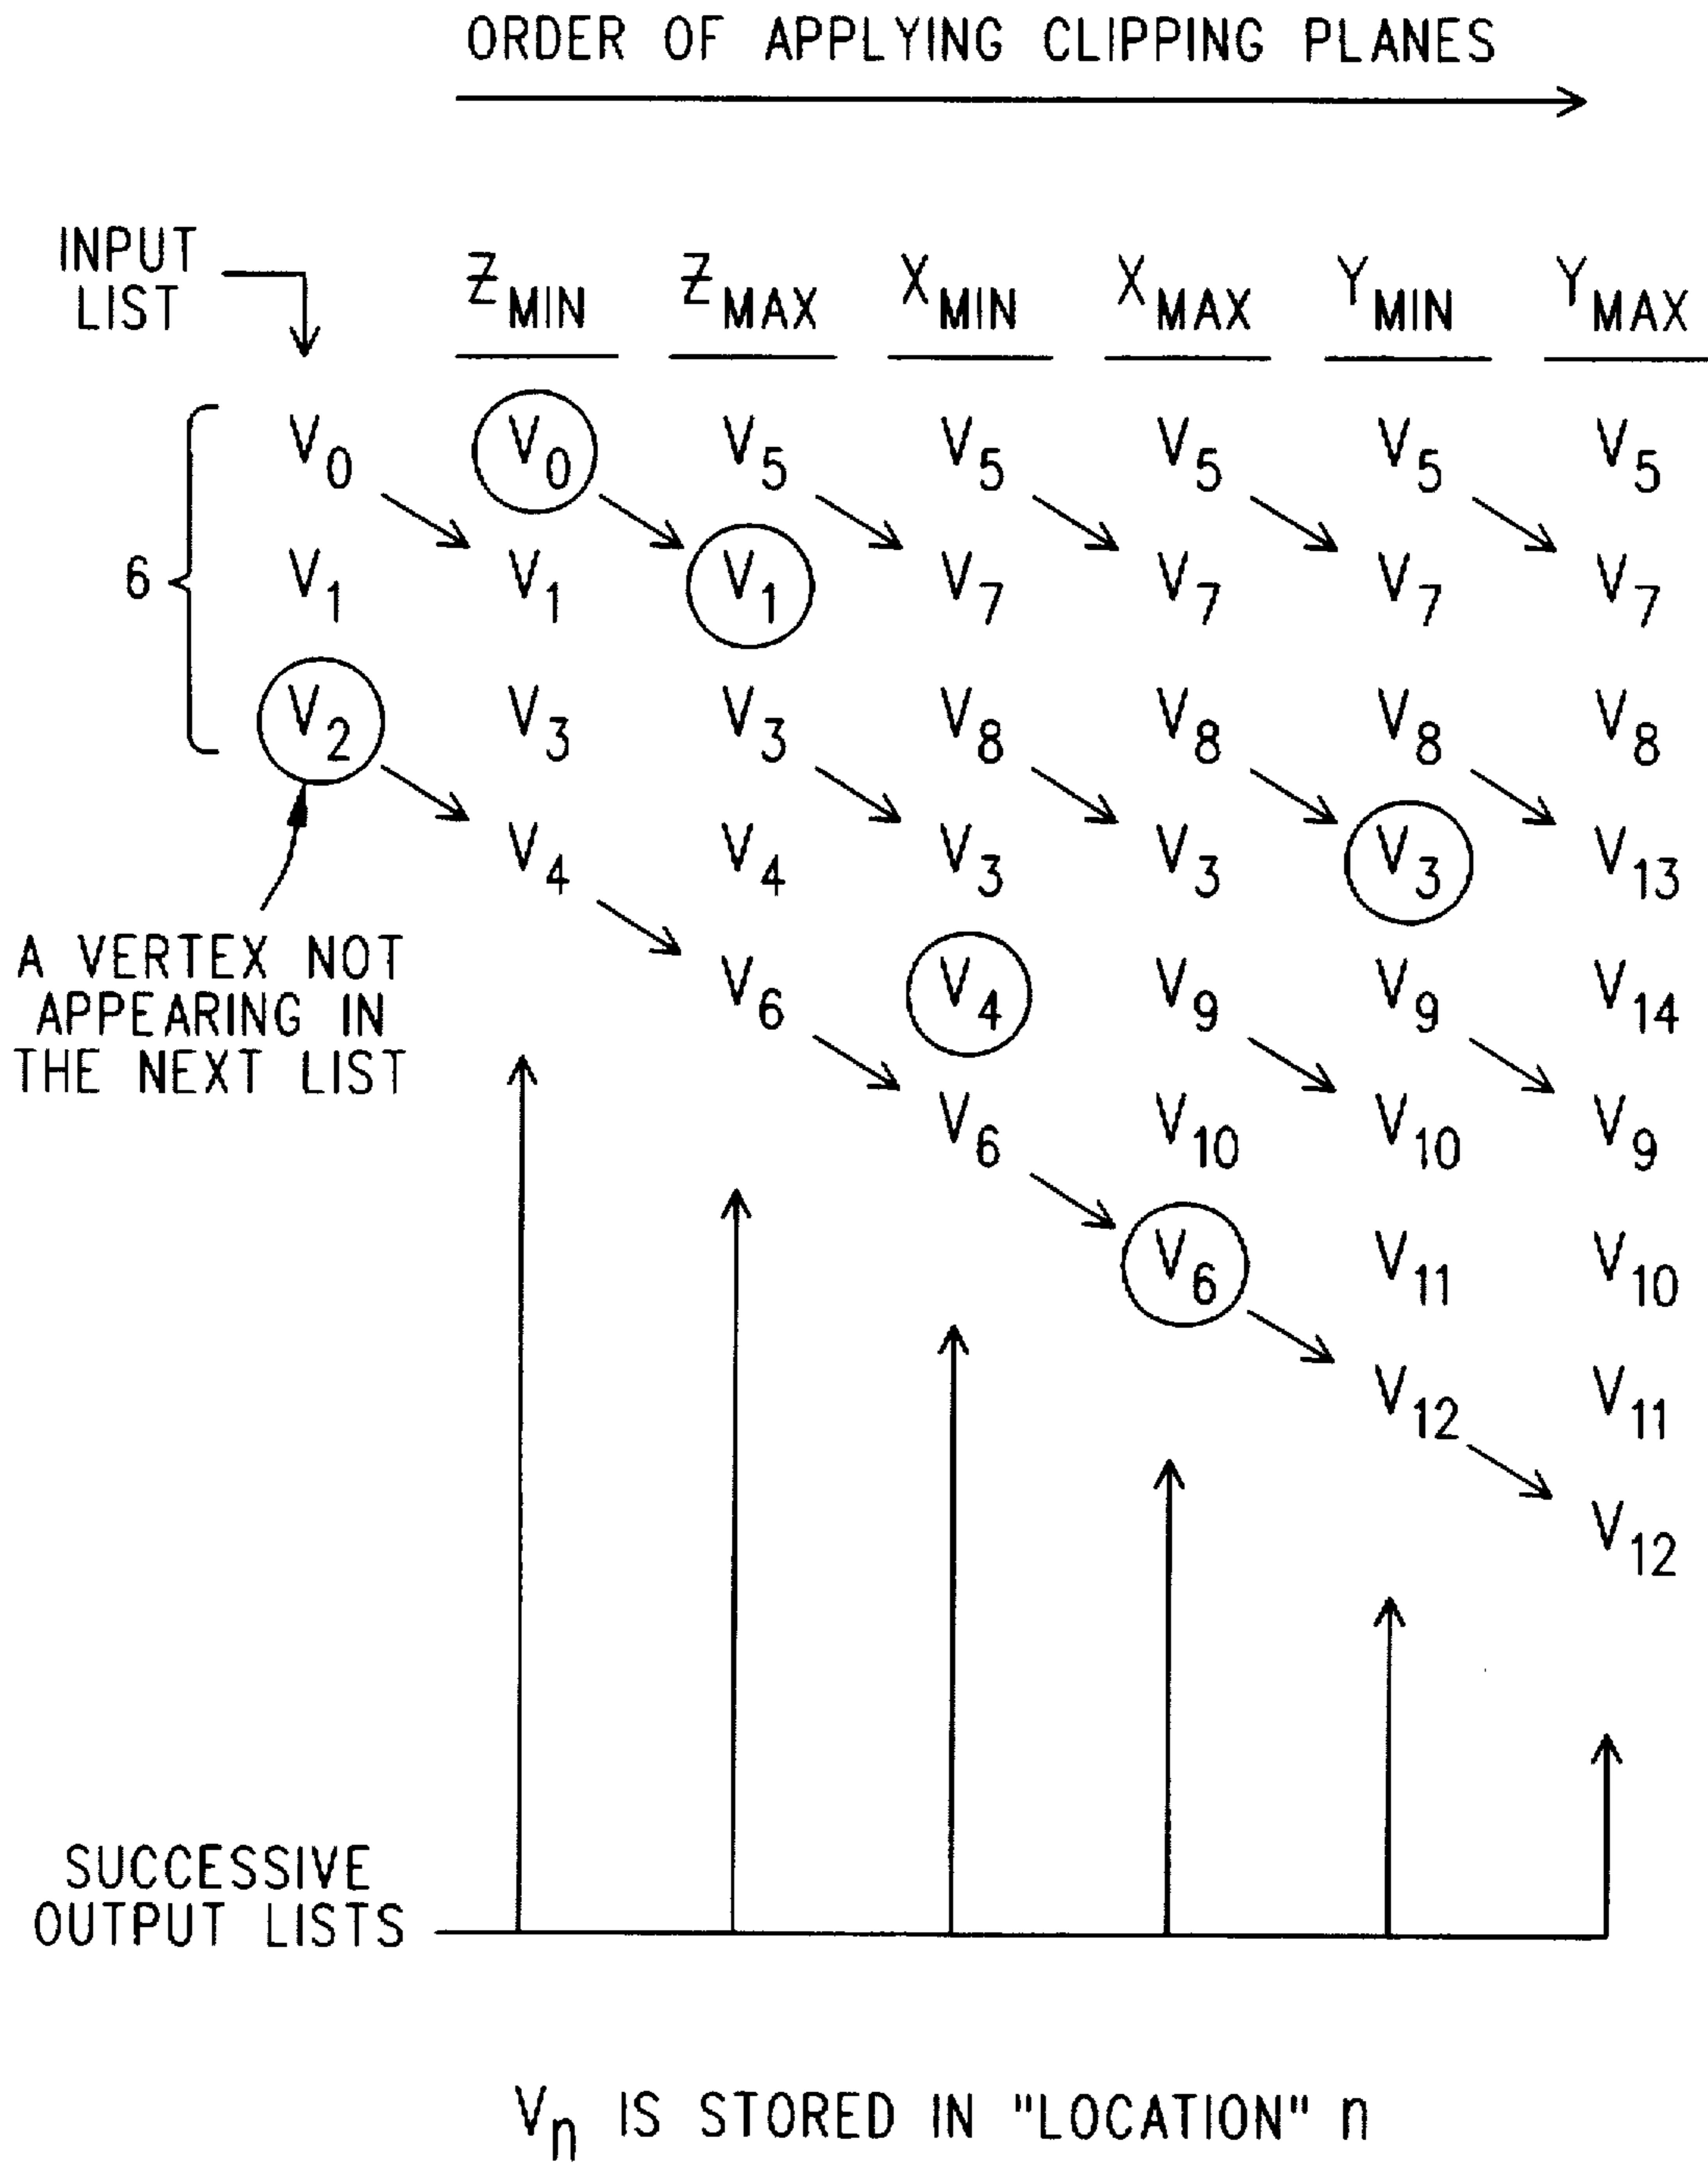 ORDER OF APPLYING CLIPPING PLANES
INPUT
LIST
Z_MIN Z_MAX X_MIN X_MAX Y_MIN Y_MAX
V_0 V_0 V_5 V_5 V_5 V_5 V_5
6 V_1 V_1 V_1 V_7 V_7 V_7 V_7
V_2 V_3 V_3 V_8 V_8 V_8 V_8
V_4 V_4 V_3 V_3 V_3 V_13
V_6 V_4 V_9 V_9 V_14
V_6 V_10 V_10 V_9
V_6 V_11 V_10
V_12 V_11
V_12
A VERTEX NOT
APPEARING IN
THE NEXT LIST
SUCCESSIVE
OUTPUT LISTS
V_n IS STORED IN "LOCATION" n